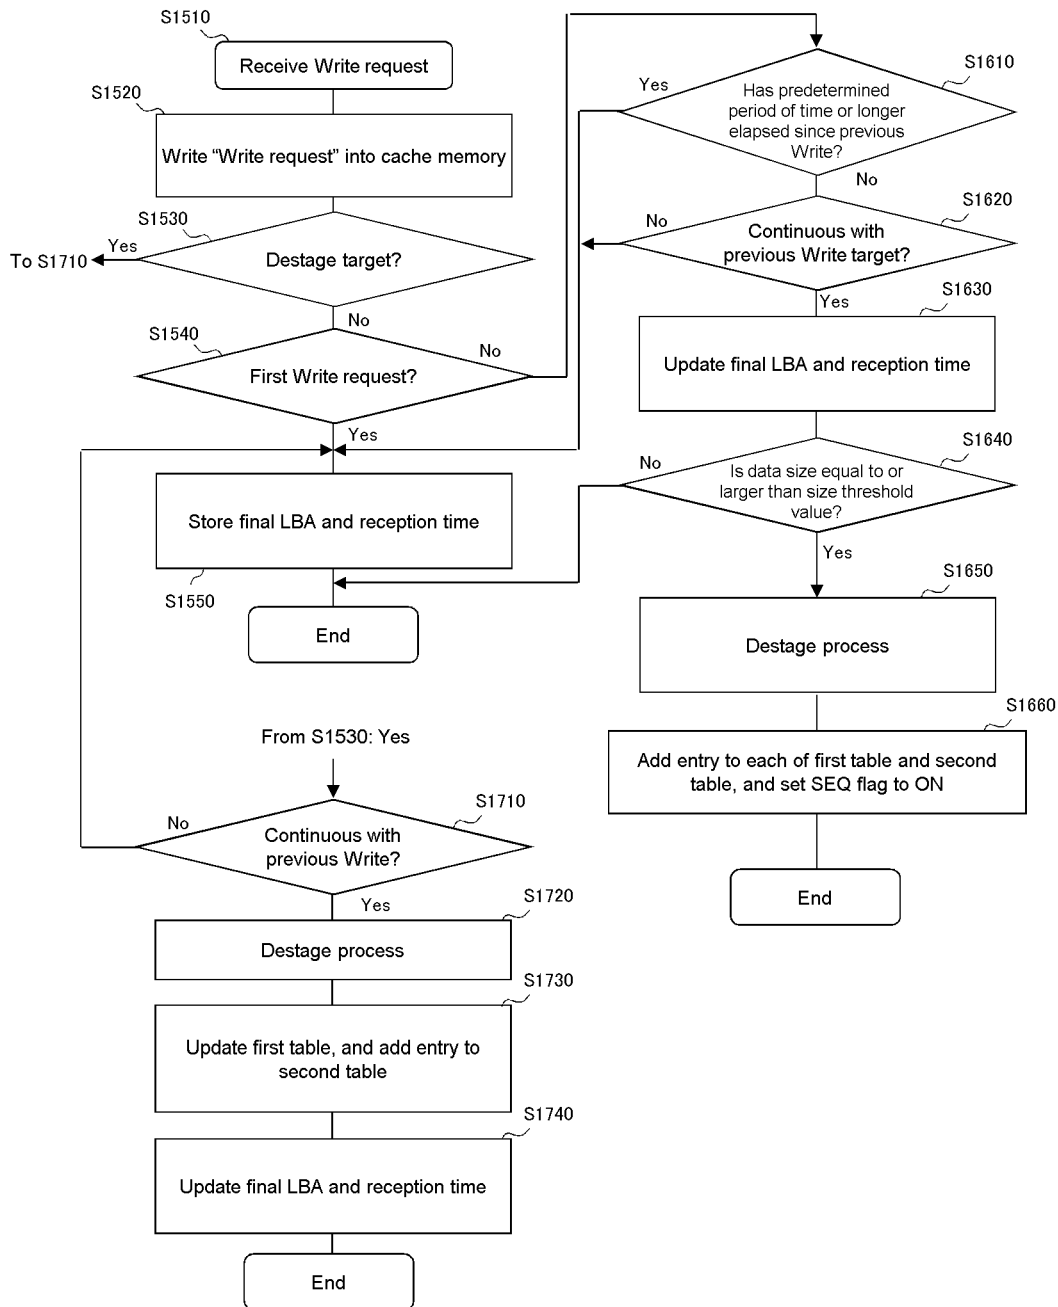 S1510
Receive Write request
S1520
Write “Write request” into cache memory
S1530
Yes
To S1710
Destage target?
No
S1540
No
First Write request?
Yes
Store final LBA and reception time
S1550
End
S1610
Yes
Has predetermined
period of time or longer
elapsed since previous
Write?
No
S1620
No
Continuous with
previous Write target?
Yes
S1630
Update final LBA and reception time
S1640
No
Is data size equal to or
larger than size threshold
value?
Yes
S1650
Destage process
S1660
Add entry to each of first table and second
table, and set SEQ flag to ON
End
From S1530: Yes
S1710
No
Continuous with
previous Write?
Yes
S1720
Destage process
S1730
Update first table, and add entry to
second table
S1740
Update final LBA and reception time
End